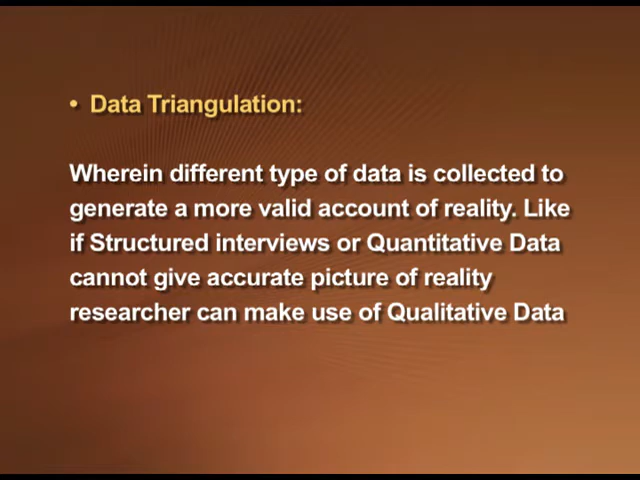 • Data Triangulation:
Wherein different type of data is collected to
generate a more valid account of reality. Like
if Structured interviews or Quantitative Data
cannot give accurate picture of reality
researcher can make use of Qualitative Data